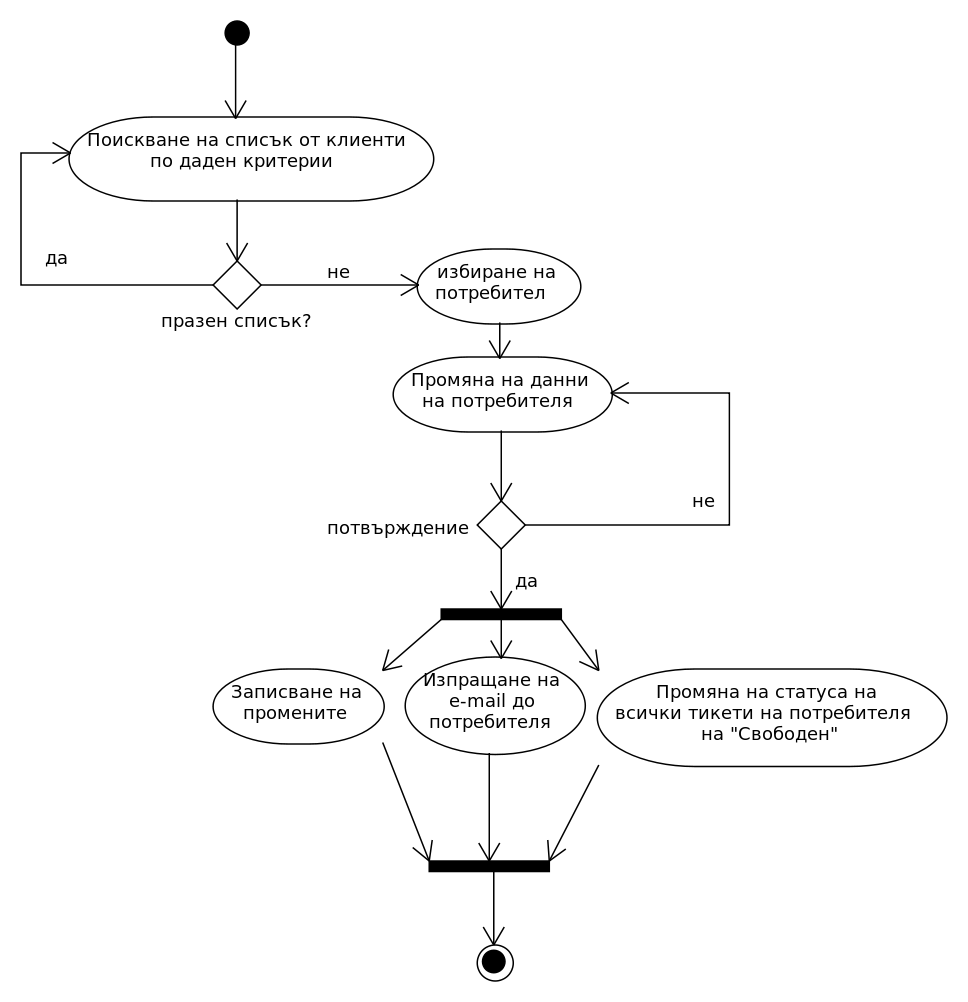 Поискване на списък от клиенти
по даден критерии
да
не
празен списък?
избиране на
потребител
Промяна на данни
на потребителя
не
потвърждение
да
Записване на
промените
Изпращане на
e-mail до
потребителя
Промяна на статуса на
всички тикети на потребителя
на "Свободен"